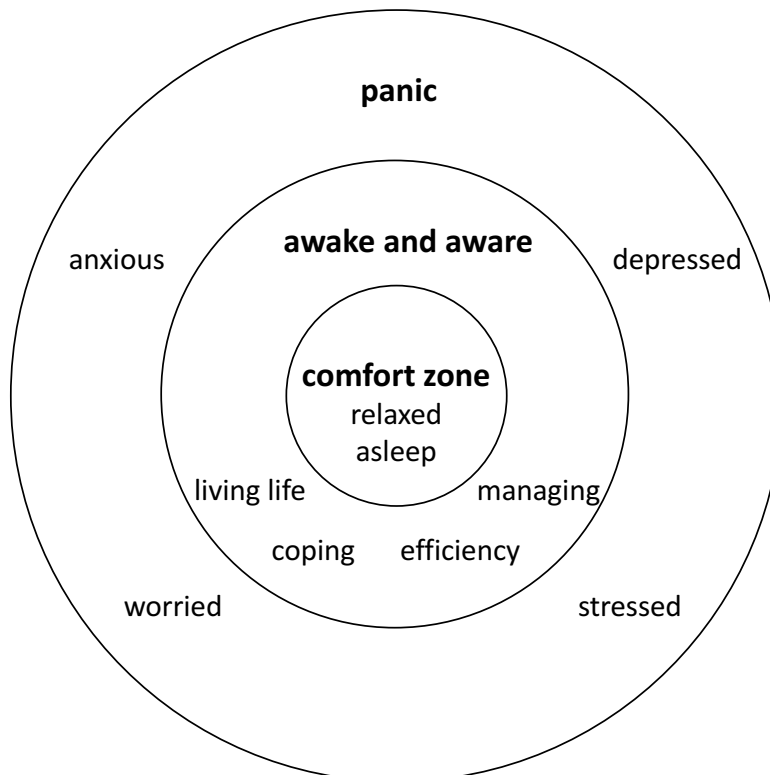 panic
awake and aware
anxious
depressed
comfort zone
relaxed
asleep
living life
managing
coping
efficiency
worried
stressed